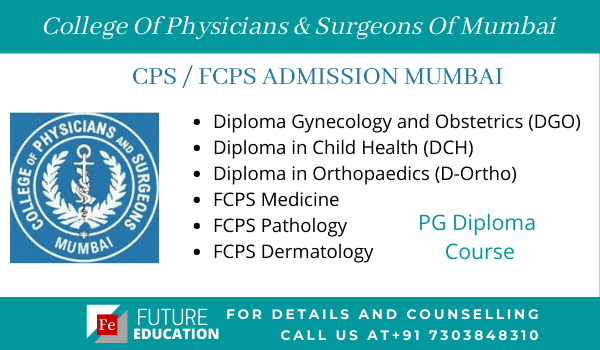 College Of Physicians & Surgeons Of Mumbai
CPS / FCPS ADMISSION MUMBAI
COLLEGE OF PHYSICIANS AND SURGEONS
MUMBAI
• Diploma Gynecology and Obstetrics (DGO)
• Diploma in Child Health (DCH)
• Diploma in Orthopaedics (D-Ortho)
• FCPS Medicine
• FCPS Pathology
• FCPS Dermatology
PG Diploma
Course
Fe
FUTURE
EDUCATION
FOR DETAILS AND COUNSELLING
CALL US AT+91 7303848310